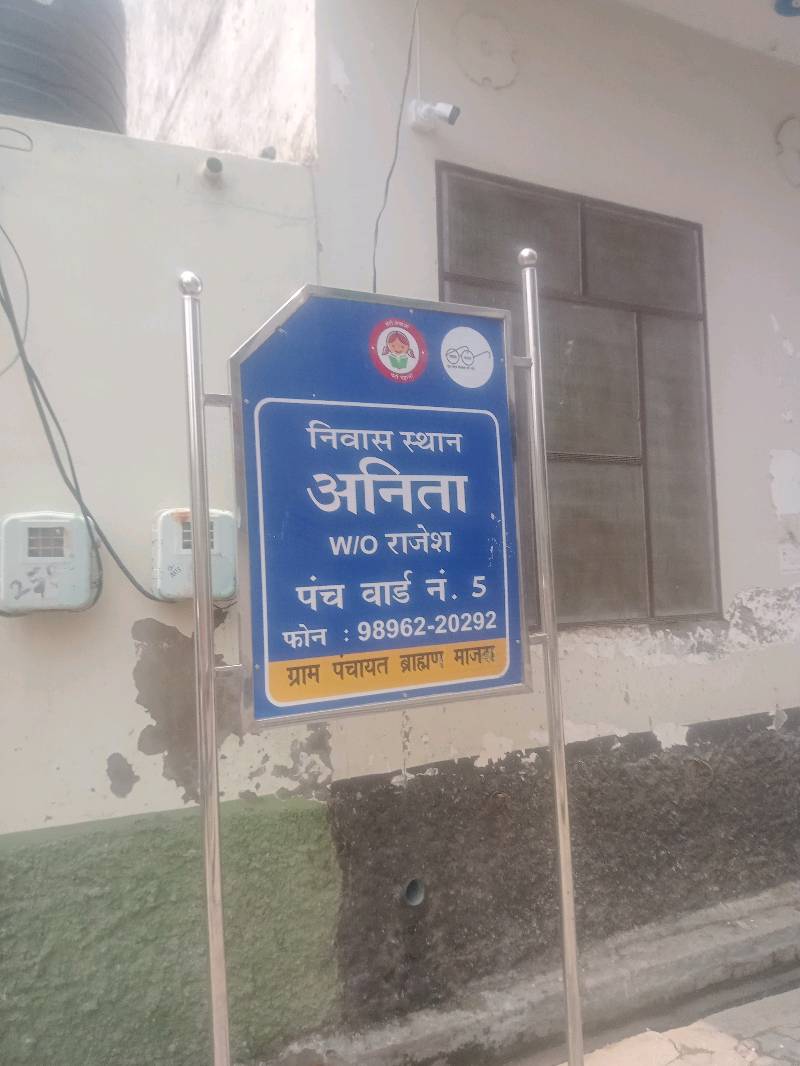 निवास स्थान
अनिता
W/O राजेश
पंच वार्ड नं. 5
फोन : 98962-20292
ग्राम पंचायत ब्राह्मण माजरा